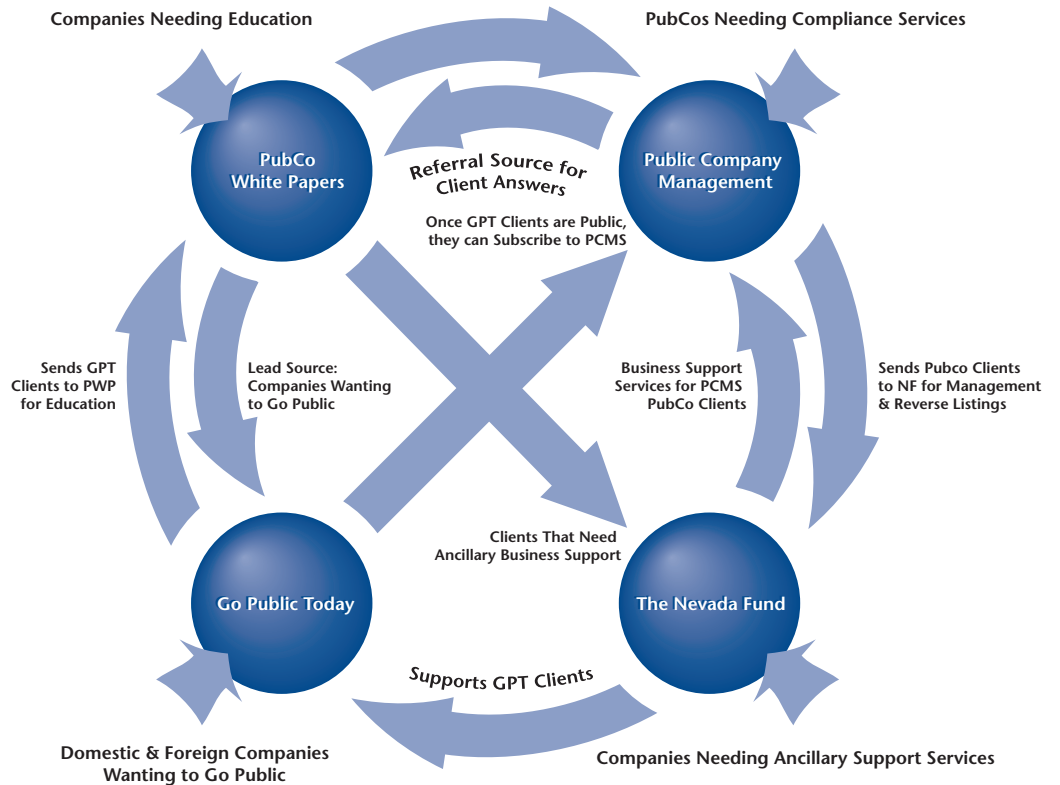 Companies Needing Education
PubCos Needing Compliance Services
PubCo
White Papers
Public Company
Management
Referral Source for
Client Answers
Once GPT Clients are Public,
they can Subscribe to PCMS
Sends GPT
Clients to PWP
for Education
Lead Source:
Companies Wanting
to Go Public
Business Support
Services for PCMS
PubCo Clients
Sends Pubco Clients
to NF for Management
& Reverse Listings
Clients That Need
Ancillary Business Support
Go Public Today
The Nevada Fund
Supports GPT Clients
Domestic & Foreign Companies
Wanting to Go Public
Companies Needing Ancillary Support Services